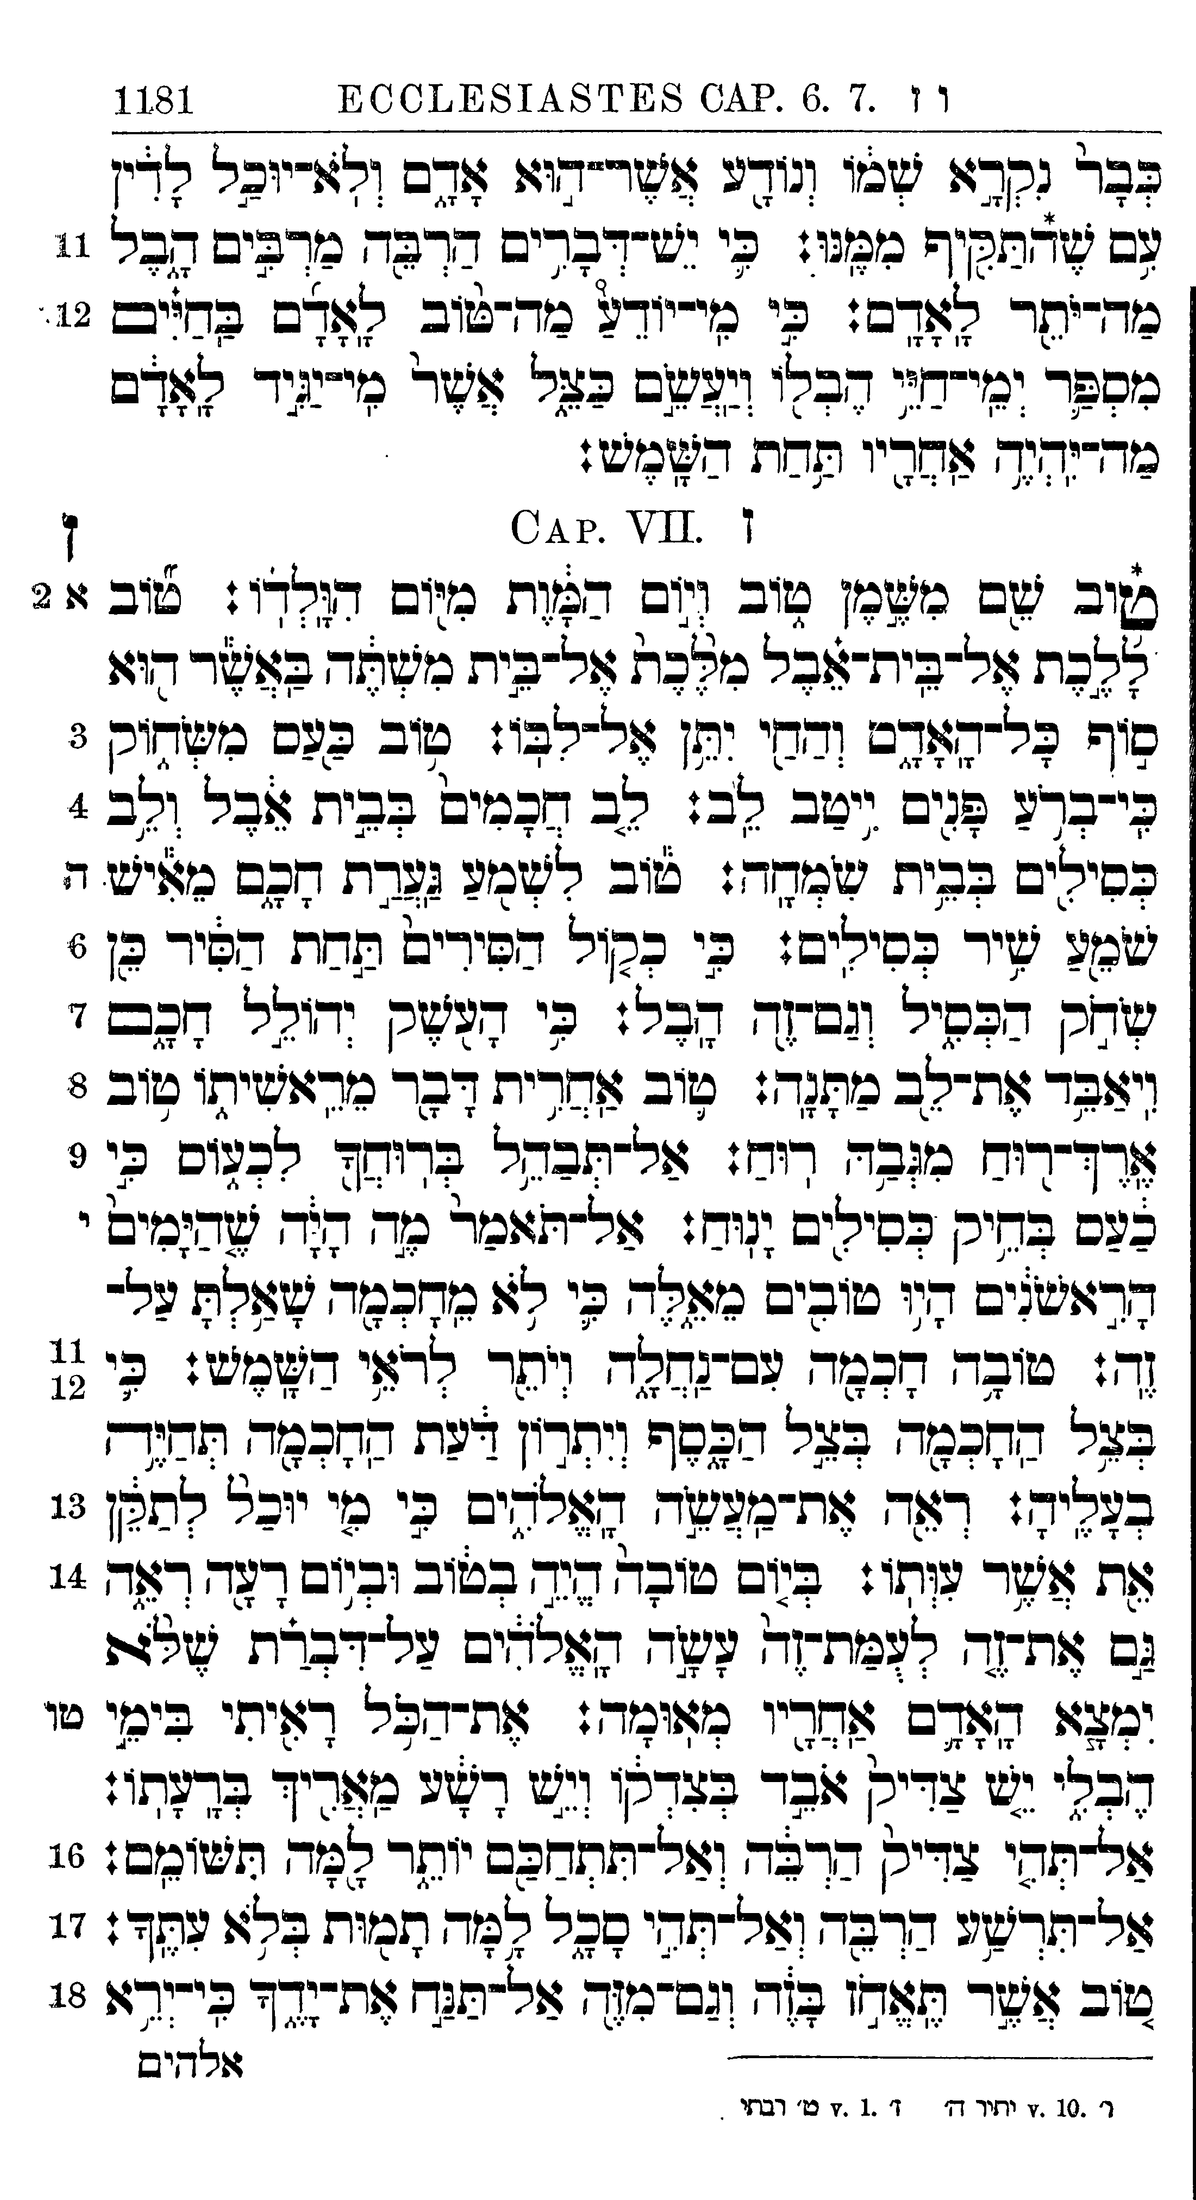 1181 ECCLESIASTES CAP. 6. 7. ו ז
כְּבָר֙ נִקְרָ֣א שְׁמ֔וֹ וְנוֹדָ֖ע אֲשֶׁר־ה֣וּא אָדָ֑ם וְלֹא־יוּכַ֣ל לָדִ֔ין
11 עִ֥ם שֶׁ*הַתַּקִּ֖יף מִמֶּֽנּוּ׃ כִּ֛י יֵשׁ־דְּבָרִ֥ים הַרְבֵּ֖ה מַרְבִּ֣ים הָ֑בֶל
12 מַה־יֹּתֵ֖ר לָאָדָֽם׃ כִּ֣י מִֽי־יוֹדֵעַ֩ מַה־טּ֨וֹב לָֽאָדָ֜ם בַּֽחַיִּ֗ים
מִסְפַּ֛ר יְמֵי־חַיֵּ֥י הֶבְל֖וֹ וְיַעֲשֵׂ֣ם כַּצֵּ֑ל אֲשֶׁר֙ מִֽי־יַגִּ֣יד לָֽאָדָ֔ם
מַה־יִּֽהְיֶ֥ה אַחֲרָ֖יו תַּ֥חַת הַשָּֽׁמֶשׁ׃
ז CAP. VII. ז
א 2 *ט֥וֹב שֵׁ֖ם מִשֶּׁ֣מֶן ט֑וֹב וְי֣וֹם הַמָּ֔וֶת מִיּ֖וֹם הִוָּֽלְדֽוֹ׃ ט֞וֹב
לָלֶ֣כֶת אֶל־בֵּֽית־אֵ֗בֶל מִלֶּ֙כֶת֙ אֶל־בֵּ֣ית מִשְׁתֶּ֔ה בַּאֲשֶׁ֕ר ה֖וּא
3 ס֣וֹף כָּל־הָאָדָ֑ם וְהַחַ֖י יִתֵּ֥ן אֶל־לִבּֽוֹ׃ ט֥וֹב כַּ֖עַס מִשְּׂח֑וֹק
4 כִּֽי־בְרֹ֥עַ פָּנִ֖ים יִ֥יטַב לֵֽב׃ לֵ֤ב חֲכָמִים֙ בְּבֵ֣ית אֵ֔בֶל וְלֵ֥ב
ה כְּסִילִ֖ים בְּבֵ֥ית שִׂמְחָֽה׃ ט֕וֹב לִשְׁמֹ֖עַ גַּעֲרַ֣ת חָכָ֑ם מֵאִ֕ישׁ
6 שֹׁמֵ֖עַ שִׁ֥יר כְּסִילִֽים׃ כִּ֣י כְק֤וֹל הַסִּירִים֙ תַּ֣חַת הַסִּ֔יר כֵּ֖ן
7 שְׂחֹ֣ק הַכְּסִ֑יל וְגַם־זֶ֖ה הָֽבֶל׃ כִּ֥י הָעֹ֖שֶׁק יְהוֹלֵ֣ל חָכָ֑ם
8 וִֽיאַבֵּ֥ד אֶת־לֵ֖ב מַתָּנָֽה׃ ט֛וֹב אַחֲרִ֥ית דָּבָ֖ר מֵֽרֵאשִׁית֑וֹ ט֥וֹב
9 אֶֽרֶךְ־ר֖וּחַ מִגְּבַהּ רֽוּחַ׃ אַל־תְּבַהֵ֥ל בְּרֽוּחֲךָ֖ לִכְע֑וֹס כִּ֣י
י כַ֔עַס בְּחֵ֥יק כְּסִילִ֖ים יָנֽוּחַ׃ אַל־תֹּאמַר֙ מֶ֣ה הָיָ֔ה שֶׁ֤הַיָּמִים֙
הָרִ֣אשֹׁנִ֔ים הָי֥וּ טוֹבִ֖ים מֵאֵ֑לֶּה כִּ֛י לֹ֥א מֵחָכְמָ֖ה שָׁאַ֥לְתָּ עַל־
11 12 זֶֽה׃ טוֹבָ֥ה חָכְמָ֖ה עִֽם־נַחֲלָ֑ה וְיֹתֵ֖ר לְרֹאֵ֥י הַשָּֽׁמֶשׁ׃ כִּ֛י
בְּצֵ֥ל הַֽחָכְמָ֖ה בְּצֵ֣ל הַכָּ֑סֶף וְיִתְר֣וֹן דַּ֔עַת הַֽחָכְמָ֖ה תְּחַיֶּ֥ה
13 בְעָלֶֽיהָ׃ רְאֵ֖ה אֶת־מַעֲשֵׂ֣ה הָאֱלֹהִ֑ים כִּ֣י מִ֤י יוּכַל֙ לְתַקֵּ֔ן
14 אֵ֖ת אֲשֶׁ֥ר עִוְּתֽוֹ׃ בְּי֤וֹם טוֹבָה֙ הֱיֵ֣ה בְט֔וֹב וּבְי֥וֹם רָעָ֖ה רְאֵ֑ה
גַּ֣ם אֶת־זֶ֤ה לְעֻמַּת־זֶה֙ עָשָׂ֣ה הָֽאֱלֹהִ֔ים עַל־דִּבְרַ֗ת שֶׁלֹּ֨א
טו יִמְצָ֧א הָֽאָדָ֛ם אַחֲרָ֖יו מְאֽוּמָה׃ אֶת־הַכֹּ֥ל רָאִ֖יתִי בִּימֵ֣י
הֶבְלִ֑י יֵ֤שׁ צַדִּיק֙ אֹבֵ֣ד בְּצִדְק֔וֹ וְיֵ֣שׁ רָשָׁ֔ע מַאֲרִ֖יךְ בְּרָעָתֽוֹ׃
16 אַל־תְּהִ֤י צַדִּיק֙ הַרְבֵּ֔ה וְאַל־תִּתְחַכַּ֖ם יוֹתֵ֑ר לָ֖מָּה תִּשּׁוֹמֵֽם׃
17 אַל־תִּרְשַׁ֥ע הַרְבֵּ֖ה וְאַל־תְּהִ֣י סָכָ֑ל לָ֥מָּה תָמ֖וּת בְּלֹ֥א עִתֶּֽךָ׃
18 ט֚וֹב אֲשֶׁ֣ר תֶּאֱחֹ֣ז בָּזֶ֔ה וְגַם־מִזֶּ֖ה אַל־תַּנַּ֣ח אֶת־יָדֶ֑ךָ כִּֽי־יְרֵ֥א
אלהים
ו׳ v. 10. יתיר ה׳ ז׳ v. 1. ט׳ רבתי